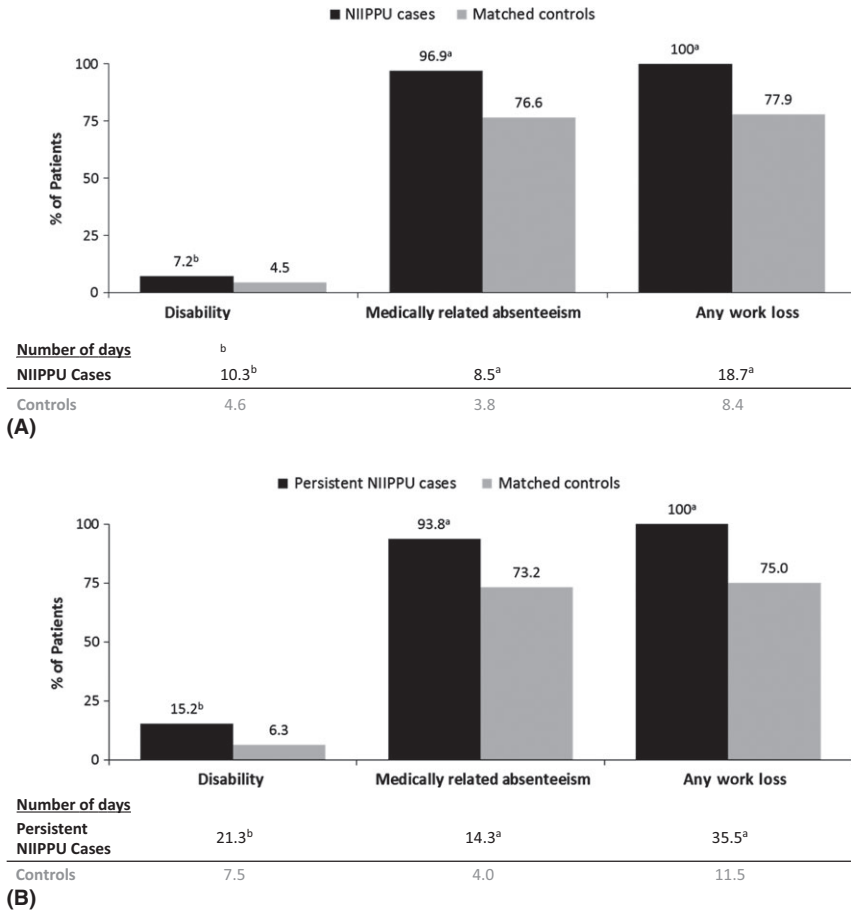 NIIPPU cases Matched controls
% of Patients
100
75
50
25
0
7.2ᵇ 4.5
96.9ᵃ 76.6
100ᵃ 77.9
Disability Medically related absenteeism Any work loss
Number of days ᵇ
NIIPPU Cases 10.3ᵇ 8.5ᵃ 18.7ᵃ
Controls 4.6 3.8 8.4
(A)
Persistent NIIPPU cases Matched controls
% of Patients
100
75
50
25
0
15.2ᵇ 6.3
93.8ᵃ 73.2
100ᵃ 75.0
Disability Medically related absenteeism Any work loss
Number of days
Persistent
NIIPPU Cases 21.3ᵇ 14.3ᵃ 35.5ᵃ
Controls 7.5 4.0 11.5
(B)